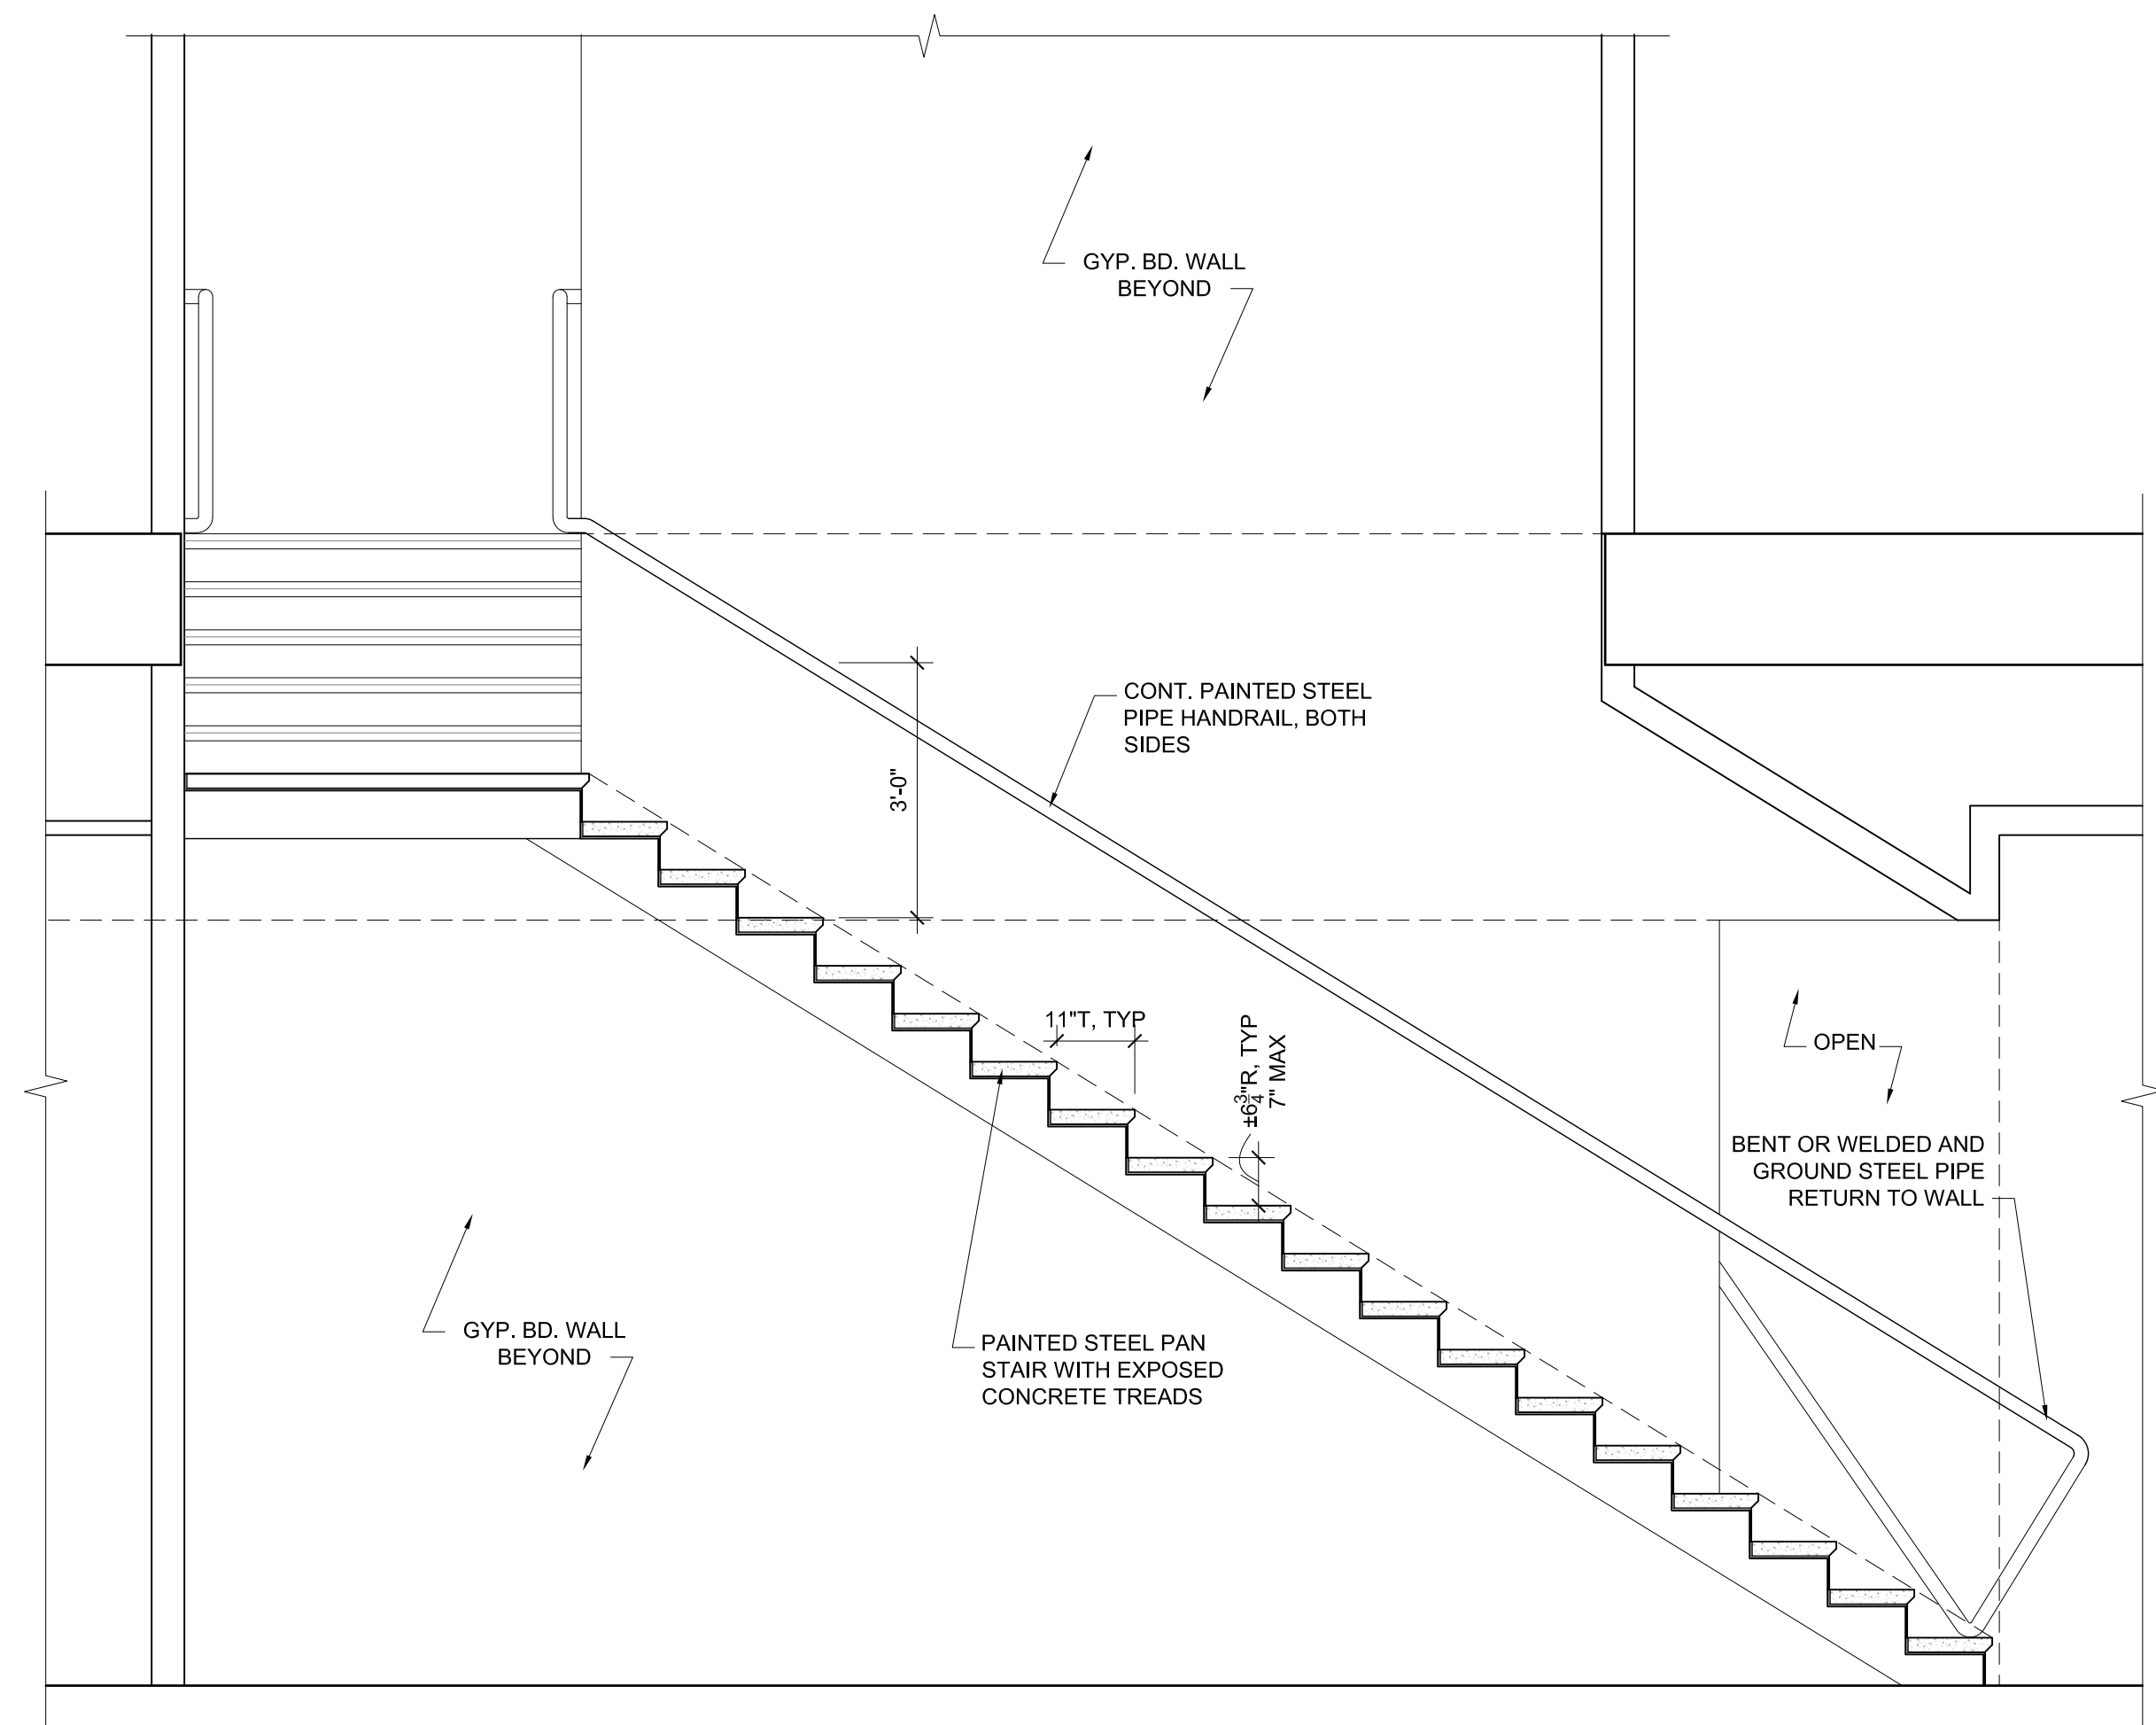 GYP. BD. WALL
BEYOND
CONT. PAINTED STEEL
PIPE HANDRAIL, BOTH
SIDES
3'-0"
11"T, TYP
±6 3/4"R, TYP
7" MAX
OPEN
BENT OR WELDED AND
GROUND STEEL PIPE
RETURN TO WALL
GYP. BD. WALL
BEYOND
PAINTED STEEL PAN
STAIR WITH EXPOSED
CONCRETE TREADS